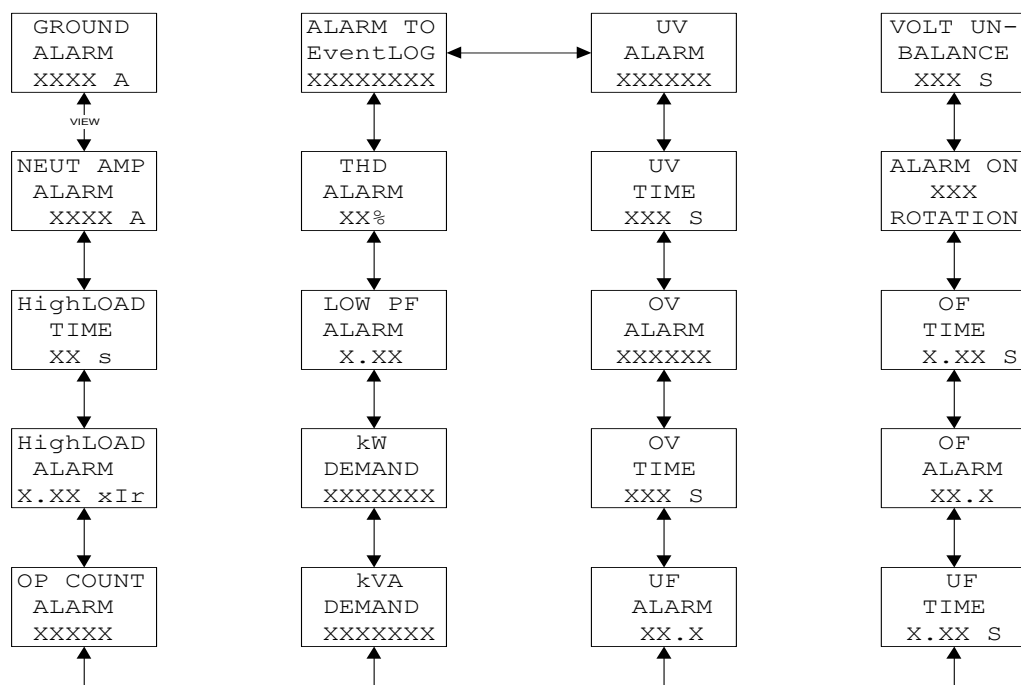 GROUND
ALARM
XXXX A
VIEW
NEUT AMP
ALARM
XXXX A
HighLOAD
TIME
XX s
HighLOAD
ALARM
X.XX xIr
OP COUNT
ALARM
XXXXX
ALARM TO
EventLOG
XXXXXXXX
THD
ALARM
XX%
LOW PF
ALARM
X.XX
kW
DEMAND
XXXXXXX
kVA
DEMAND
XXXXXXX
UV
ALARM
XXXXXX
UV
TIME
XXX S
OV
ALARM
XXXXXX
OV
TIME
XXX S
UF
ALARM
XX.X
VOLT UN-
BALANCE
XXX S
ALARM ON
XXX
ROTATION
OF
TIME
X.XX S
OF
ALARM
XX.X
UF
TIME
X.XX S